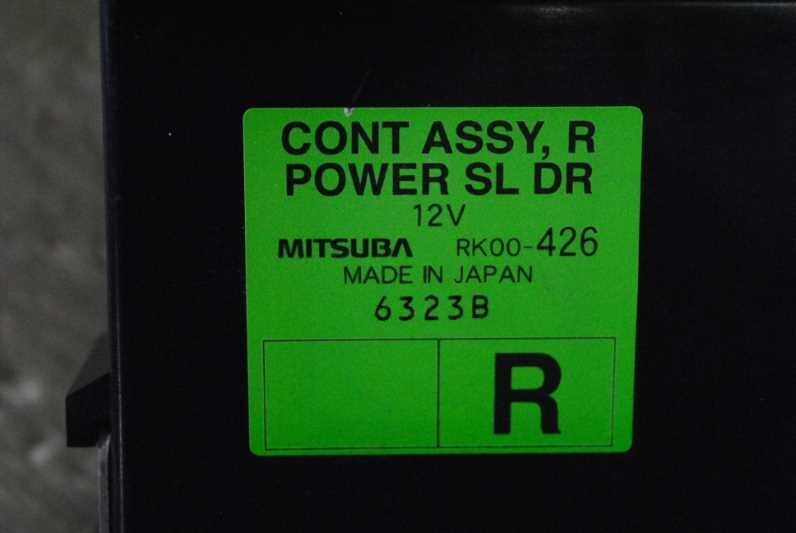 CONT ASSY, R
POWER SL DR
12V
MITSUBA RK00-426
MADE IN JAPAN
6323B
R